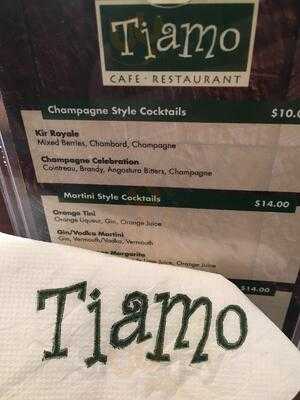 Tiamo
CAFE · RESTAURANT
Champagne Style Cocktails $10.0
Kir Royale
Mixed Berries, Chambord, Champagne
Champagne Celebration
Cointreau, Brandy, Angostura Bitters, Champagne
Martini Style Cocktails $14.00
Orange Tini
Orange Liqueur, Gin, Orange Juice
Gin/Vodka Martini
Gin, Vermouth/Vodka, Vermouth
Margarita
Juice, Orange Juice
$14.00
Tiamo